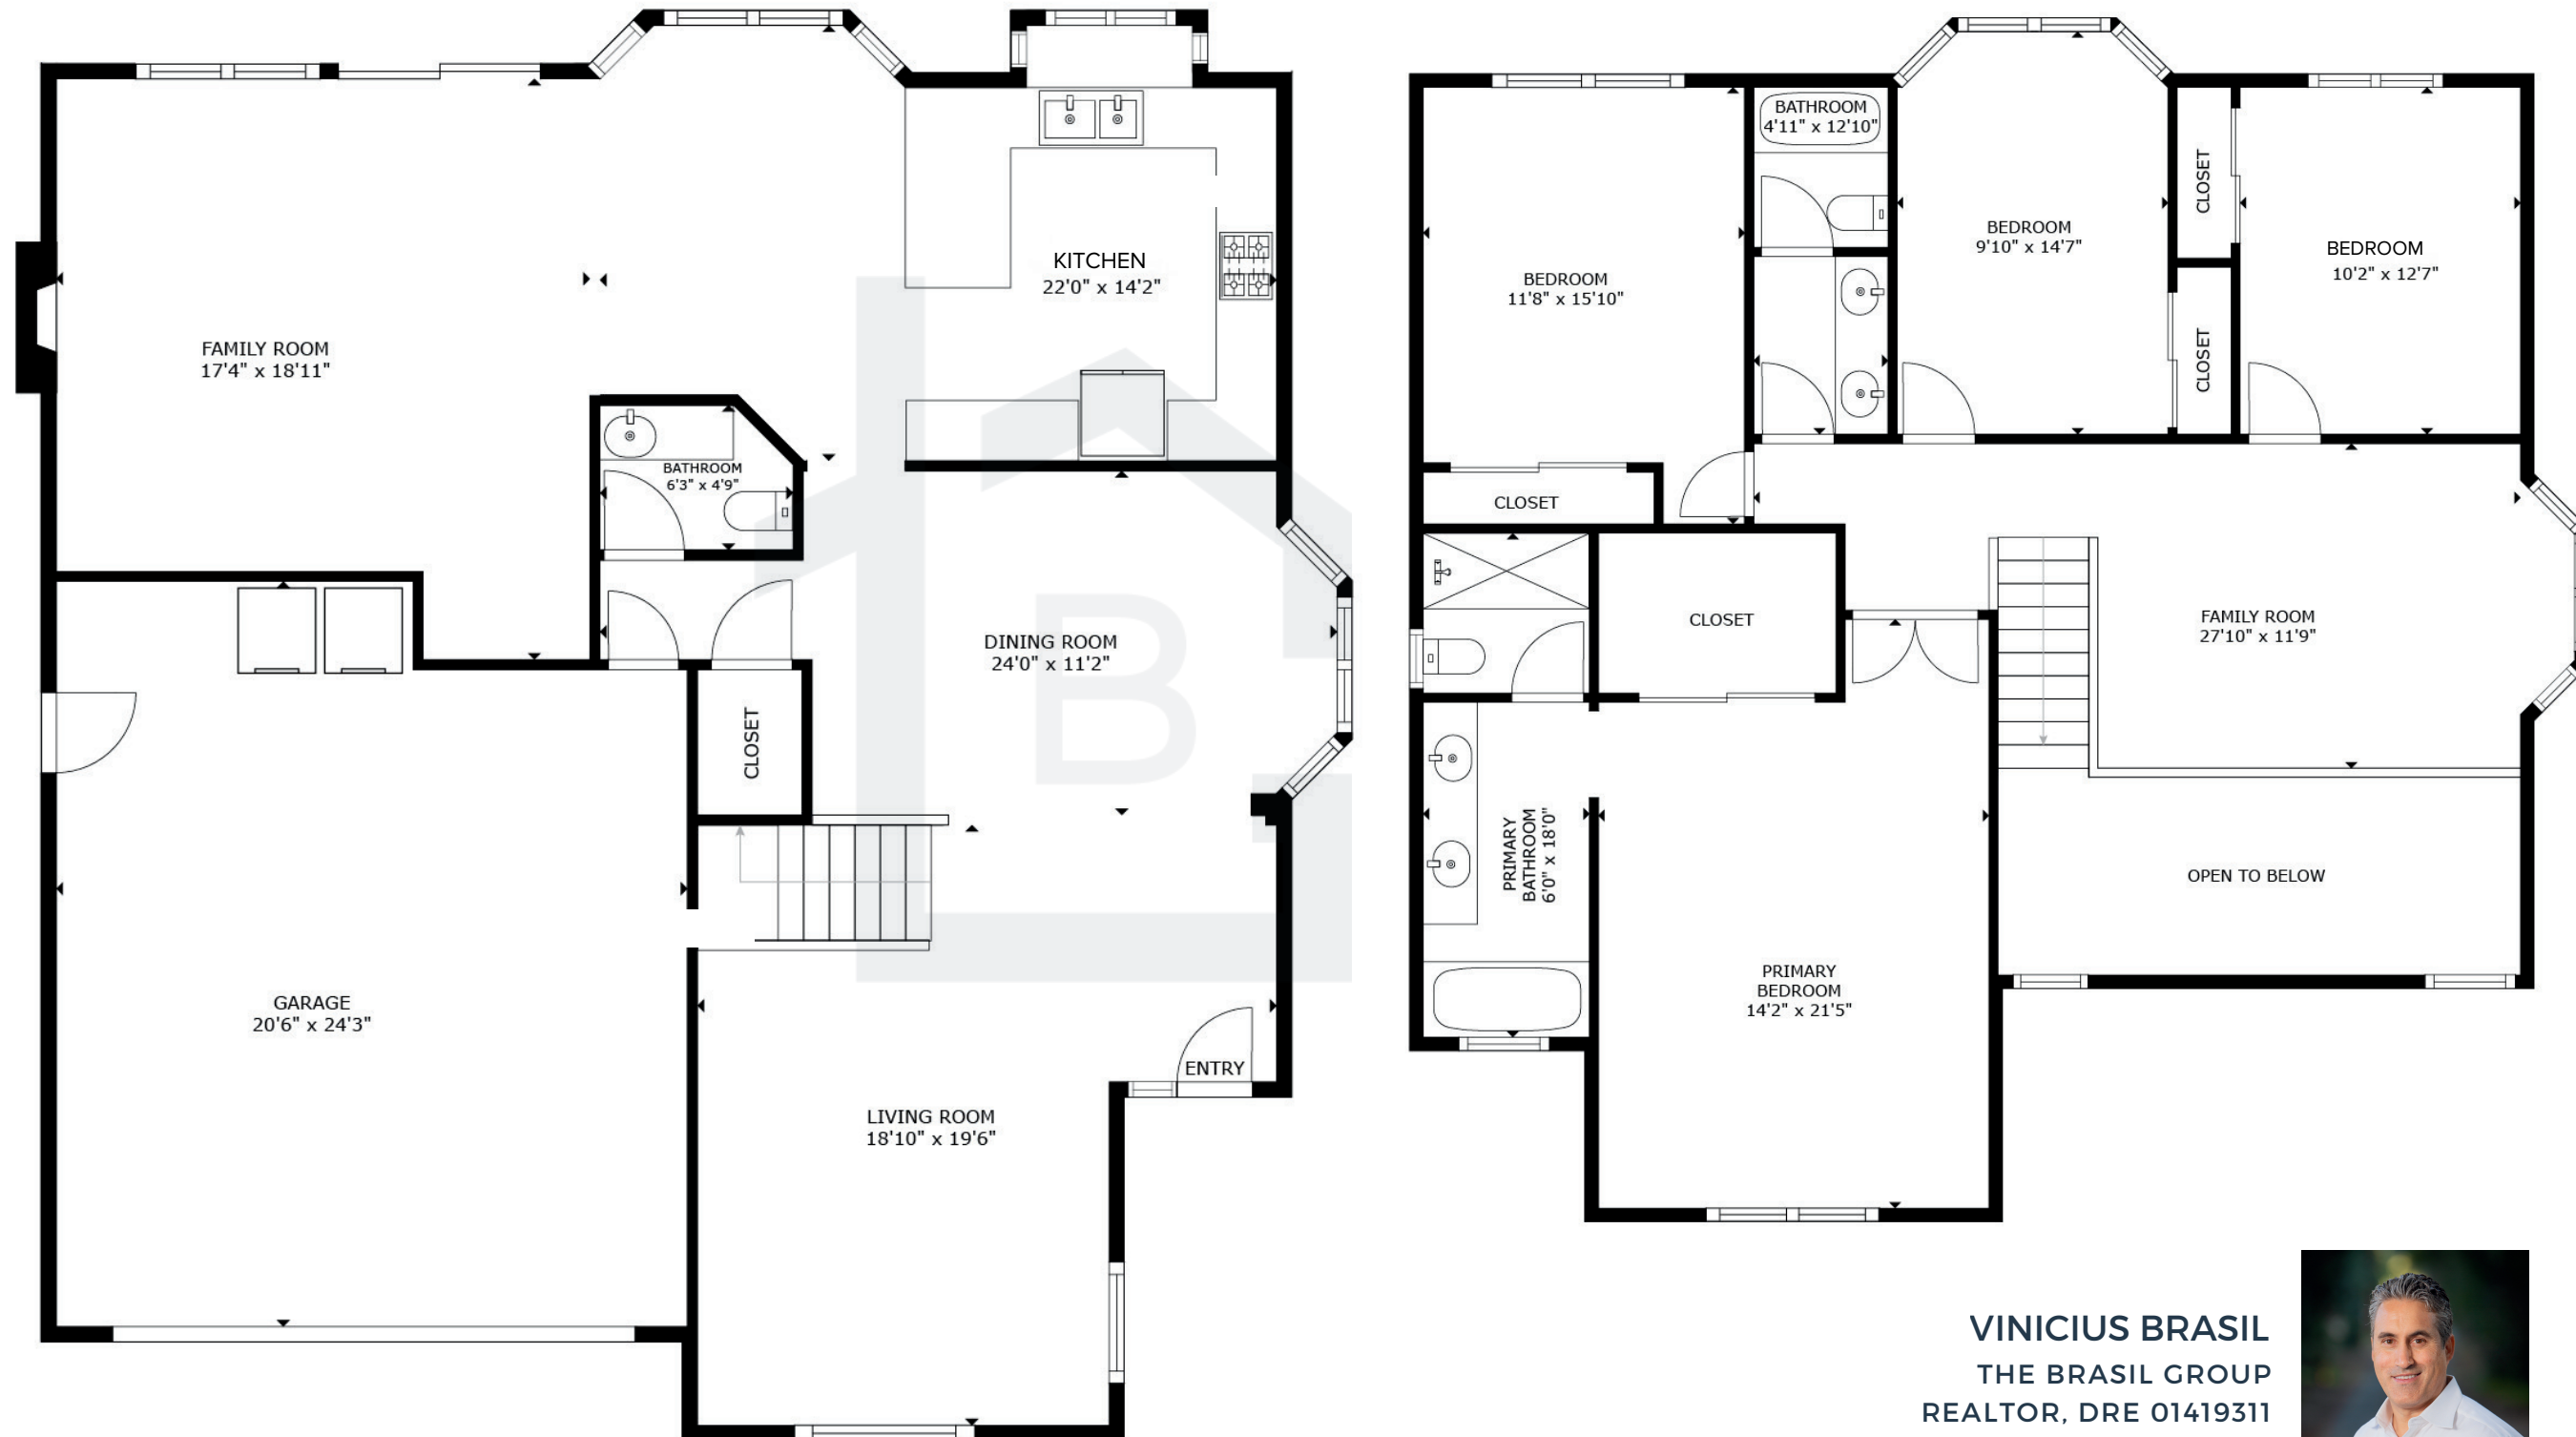 FAMILY ROOM
17'4" x 18'11"
KITCHEN
22'0" x 14'2"
BATHROOM
6'3" x 4'9"
DINING ROOM
24'0" x 11'2"
CLOSET
GARAGE
20'6" x 24'3"
LIVING ROOM
18'10" x 19'6"
ENTRY
B
BEDROOM
11'8" x 15'10"
BATHROOM
4'11" x 12'10"
BEDROOM
9'10" x 14'7"
CLOSET
CLOSET
BEDROOM
10'2" x 12'7"
CLOSET
CLOSET
FAMILY ROOM
27'10" x 11'9"
PRIMARY
BATHROOM
6'0" x 18'0"
OPEN TO BELOW
PRIMARY
BEDROOM
14'2" x 21'5"
VINICIUS BRASIL
THE BRASIL GROUP
REALTOR, DRE 01419311